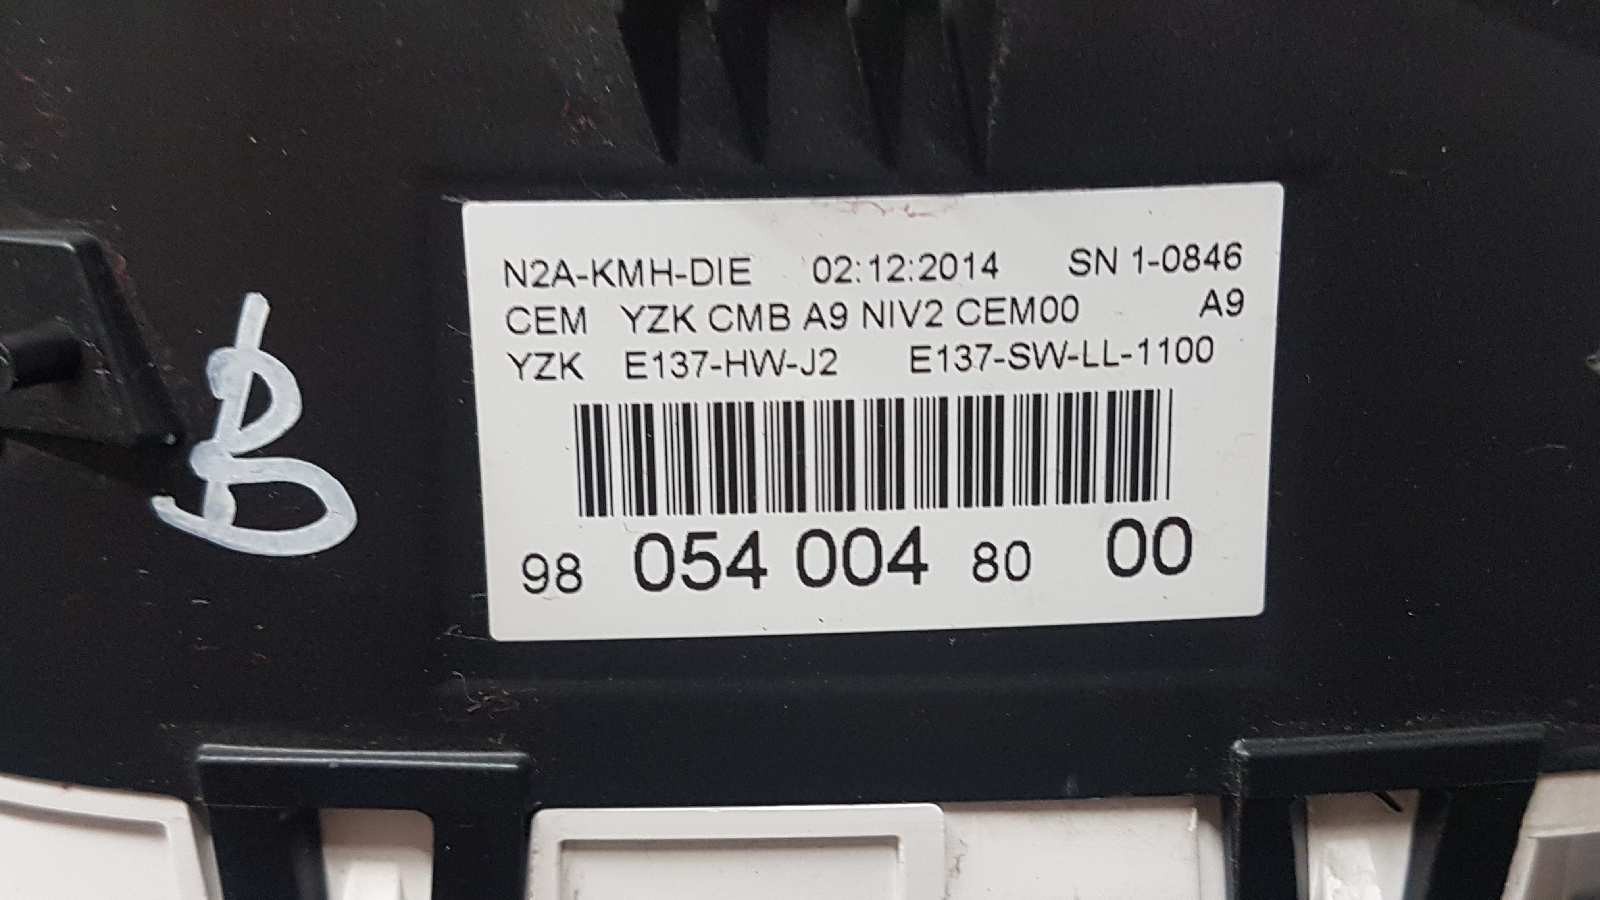 N2A-KMH-DIE 02:12:2014 SN 1-0846
CEM YZK CMB A9 NIV2 CEM00 A9
YZK E137-HW-J2 E137-SW-LL-1100
98 054 004 80 00